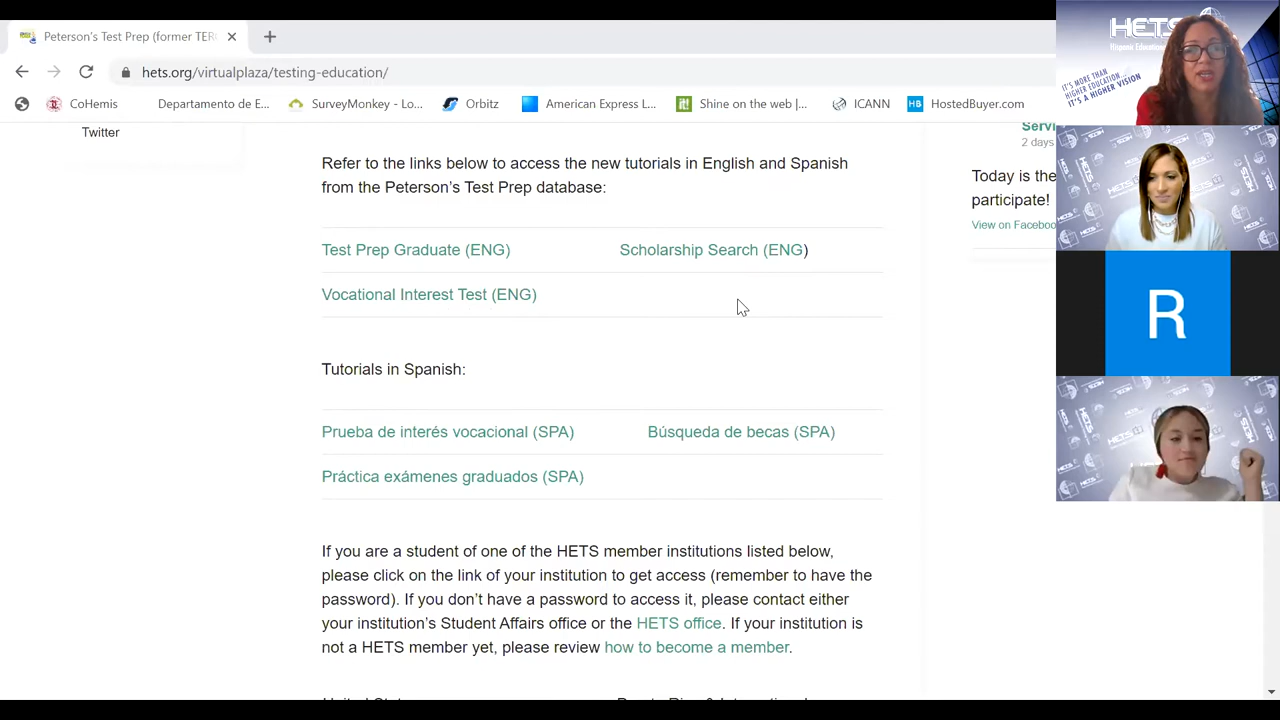 Peterson's Test Prep (former TER
hets.org/virtualplaza/testing-education/
CoHemis
Departamento de E...
SurveyMonkey - Lo...
Orbitz
American Express L...
Shine on the web |...
ICANN
HB
HostedBuyer.com
Twitter
Refer to the links below to access the new tutorials in English and Spanish
from the Peterson's Test Prep database:
Test Prep Graduate (ENG)
Scholarship Search (ENG)
Vocational Interest Test (ENG)
Tutorials in Spanish:
Prueba de interés vocacional (SPA)
Búsqueda de becas (SPA)
Práctica exámenes graduados (SPA)
If you are a student of one of the HETS member institutions listed below,
please click on the link of your institution to get access (remember to have the
password). If you don't have a password to access it, please contact either
your institution's Student Affairs office or the HETS office. If your institution is
not a HETS member yet, please review how to become a member.
Servi
2 days
Today is the
participate!
View on Faceboo
HETS
Hispanic Education
IT'S MORE THAN
HIGHER EDUCATION
IT'S A HIGHER VISION
R